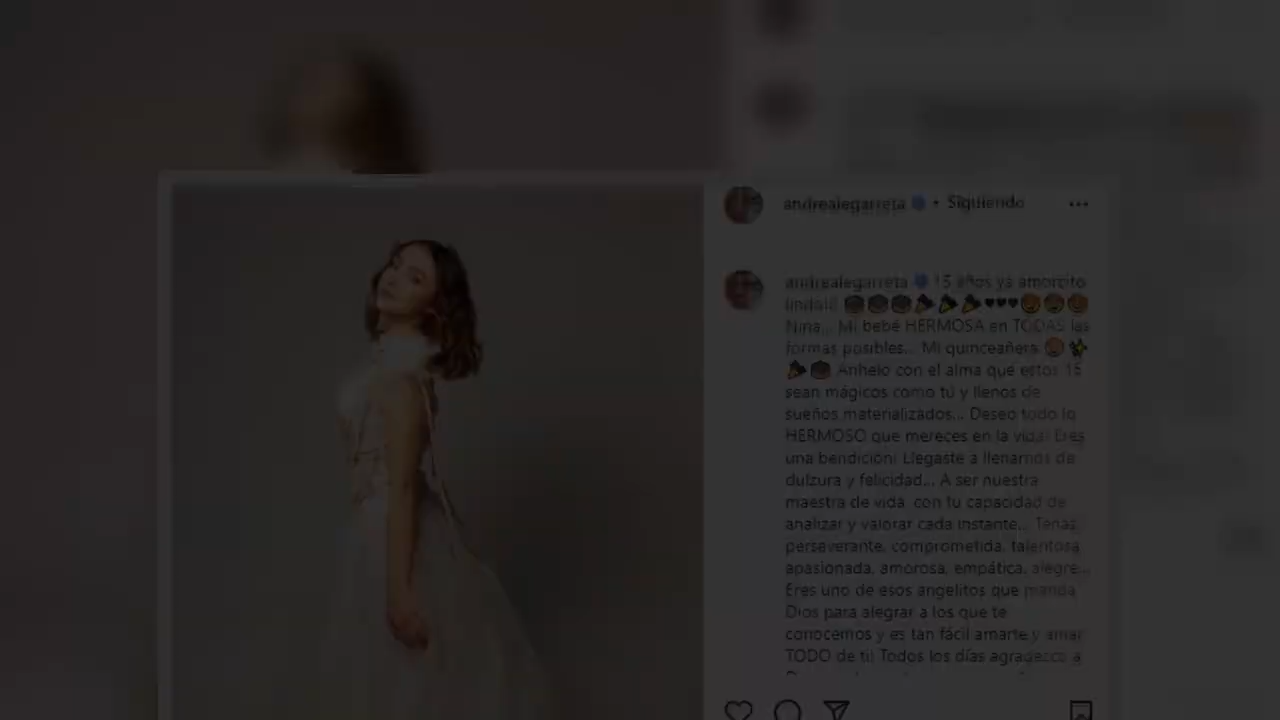 andrealegarreta • Siguiendo
andrealegarreta 15 años ya amorcito
lindo!!
Nina... Mi bebé HERMOSA en TODAS las
formas posibles... Mi quinceañera
Anhelo con el alma que estos 15
sean mágicos como tú y llenos de
sueños materializados... Deseo todo lo
HERMOSO que mereces en la vida! Eres
una bendición! Llegaste a llenarnos de
dulzura y felicidad... A ser nuestra
maestra de vida, con tu capacidad de
analizar y valorar cada instante... Tenaz,
perseverante, comprometida, talentosa,
apasionada, amorosa, empática, alegre...
Eres uno de esos angelitos que manda
Dios para alegrar a los que te
conocemos y es tan fácil amarte y amar
TODO de ti! Todos los días agradezco a